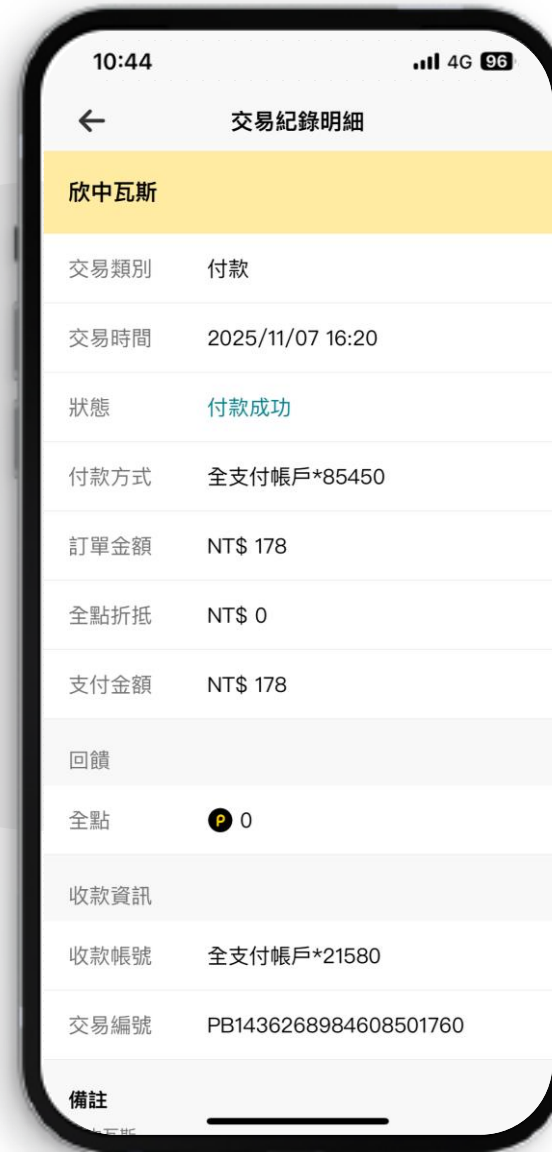 10:44 4G 96
交易紀錄明細
欣中瓦斯
交易類別 付款
交易時間 2025/11/07 16:20
狀態 付款成功
付款方式 全支付帳戶*85450
訂單金額 NT$ 178
全點折抵 NT$ 0
支付金額 NT$ 178
回饋
全點 P 0
收款資訊
收款帳號 全支付帳戶*21580
交易編號 PB1436268984608501760
備註